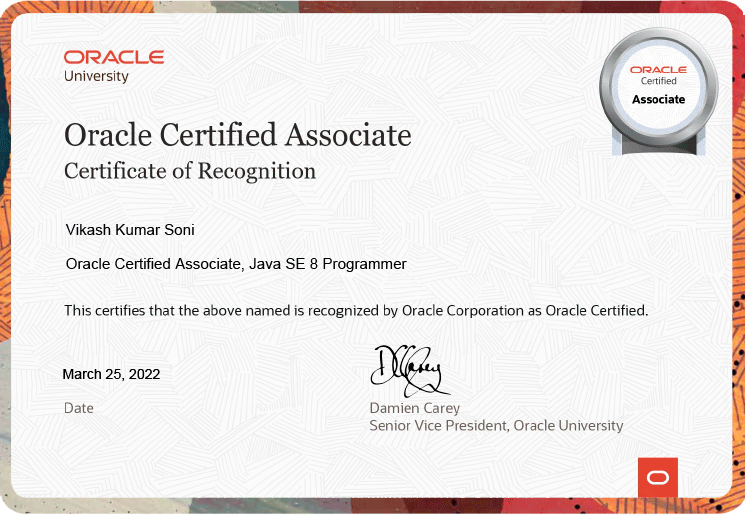 ORACLE
University
ORACLE
Certified
Associate
Oracle Certified Associate
Certificate of Recognition
Vikash Kumar Soni
Oracle Certified Associate, Java SE 8 Programmer
This certifies that the above named is recognized by Oracle Corporation as Oracle Certified.
DCarey
March 25, 2022
Date
Damien Carey
Senior Vice President, Oracle University